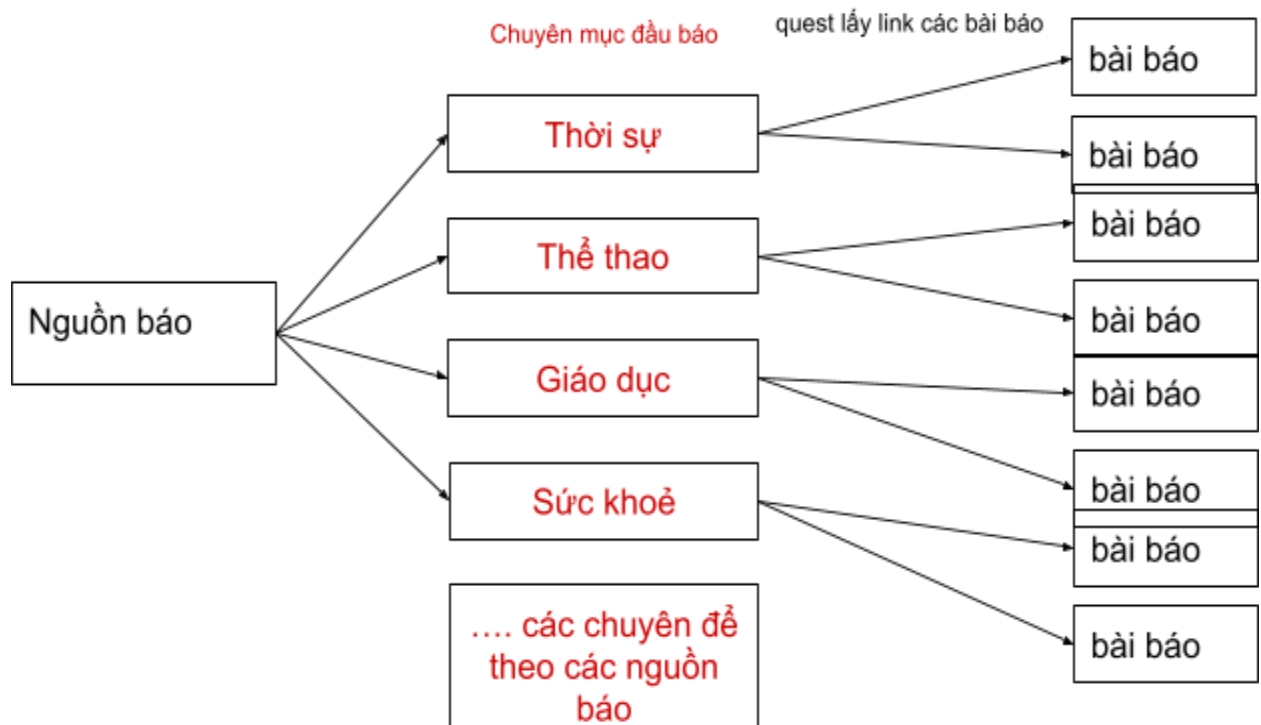 Chuyên mục đầu báo
quest lấy link các bài báo
Nguồn báo
Thời sự
Thể thao
Giáo dục
Sức khoẻ
.... các chuyên để
theo các nguồn
báo
bài báo
bài báo
bài báo
bài báo
bài báo
bài báo
bài báo
bài báo